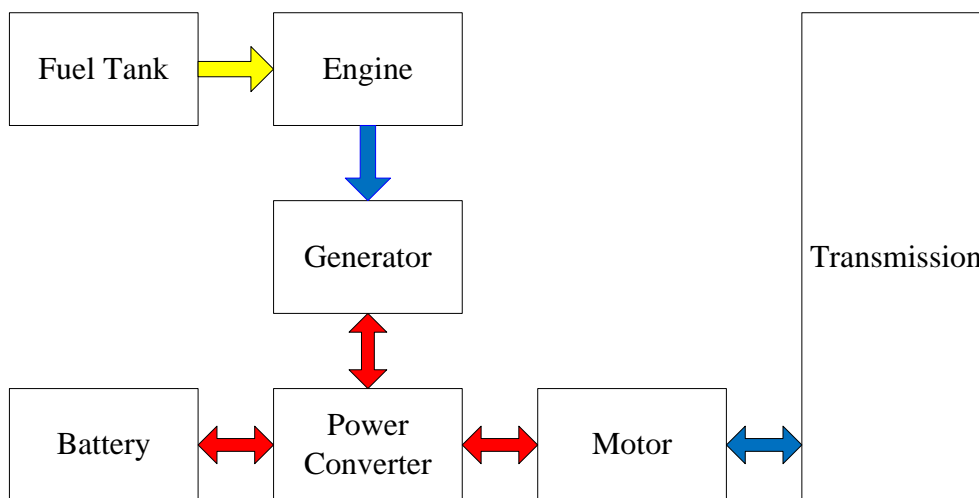 Fuel Tank
Engine
Generator
Transmission
Battery
Power
Converter
Motor